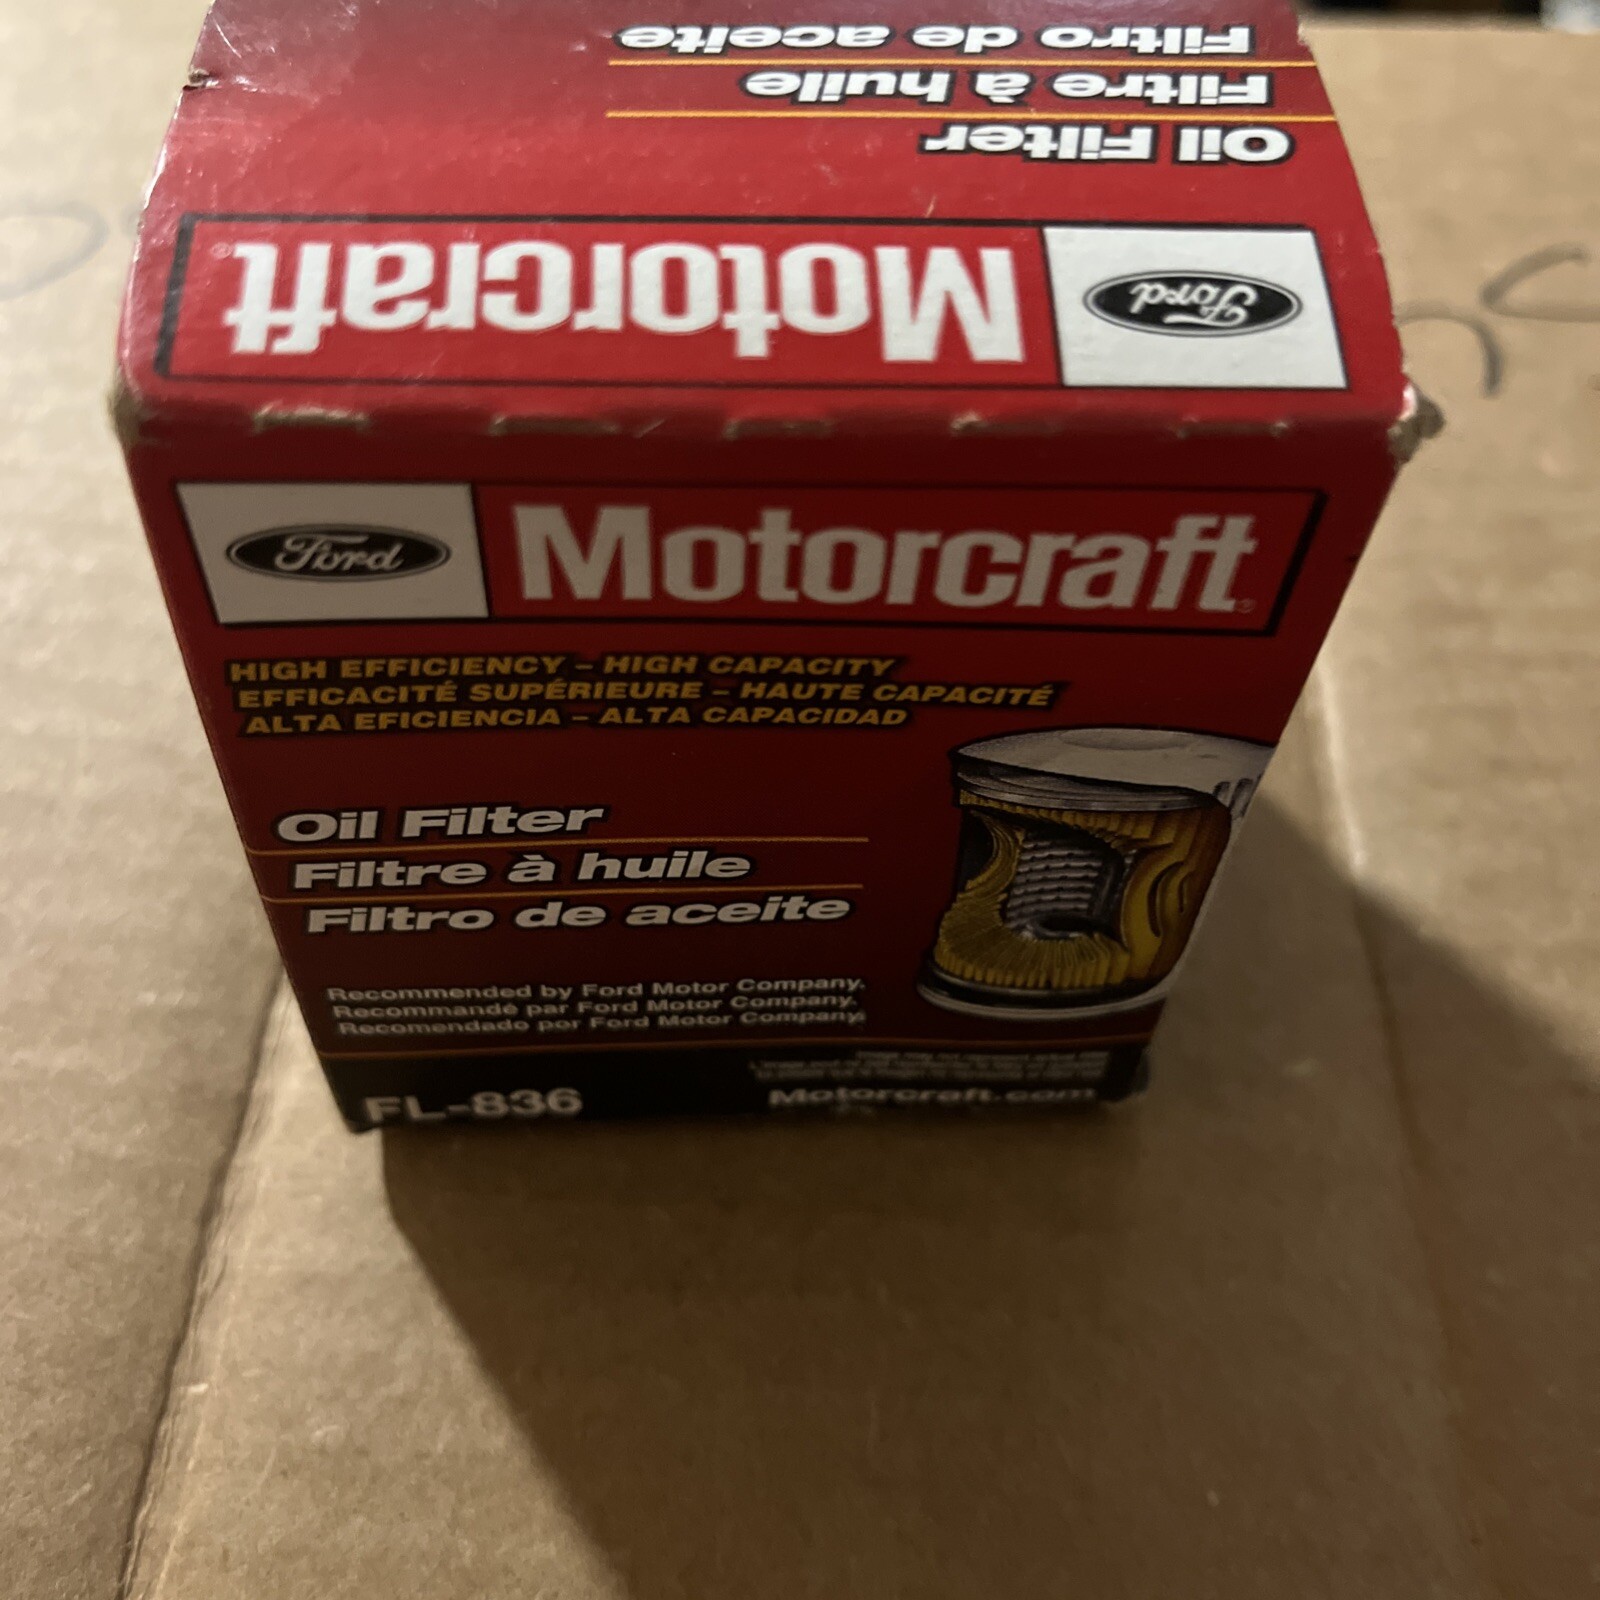 Filtro de aceite
Filtre à huile
Oil Filter
Ford Motorcraft®
Ford Motorcraft®
HIGH EFFICIENCY – HIGH CAPACITY
EFFICACITÉ SUPÉRIEURE – HAUTE CAPACITÉ
ALTA EFICIENCIA – ALTA CAPACIDAD
Oil Filter
Filtre à huile
Filtro de aceite
Recommended by Ford Motor Company.
Recommandé par Ford Motor Company.
Recomendado por Ford Motor Company.
FL-836
Motorcraft.com